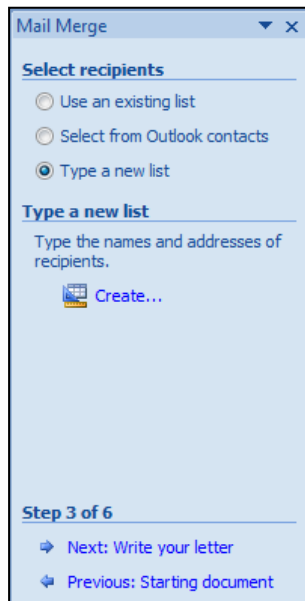 Mail Merge
Select recipients
Use an existing list
Select from Outlook contacts
Type a new list
Type a new list
Type the names and addresses of
recipients.
Create...
Step 3 of 6
Next: Write your letter
Previous: Starting document